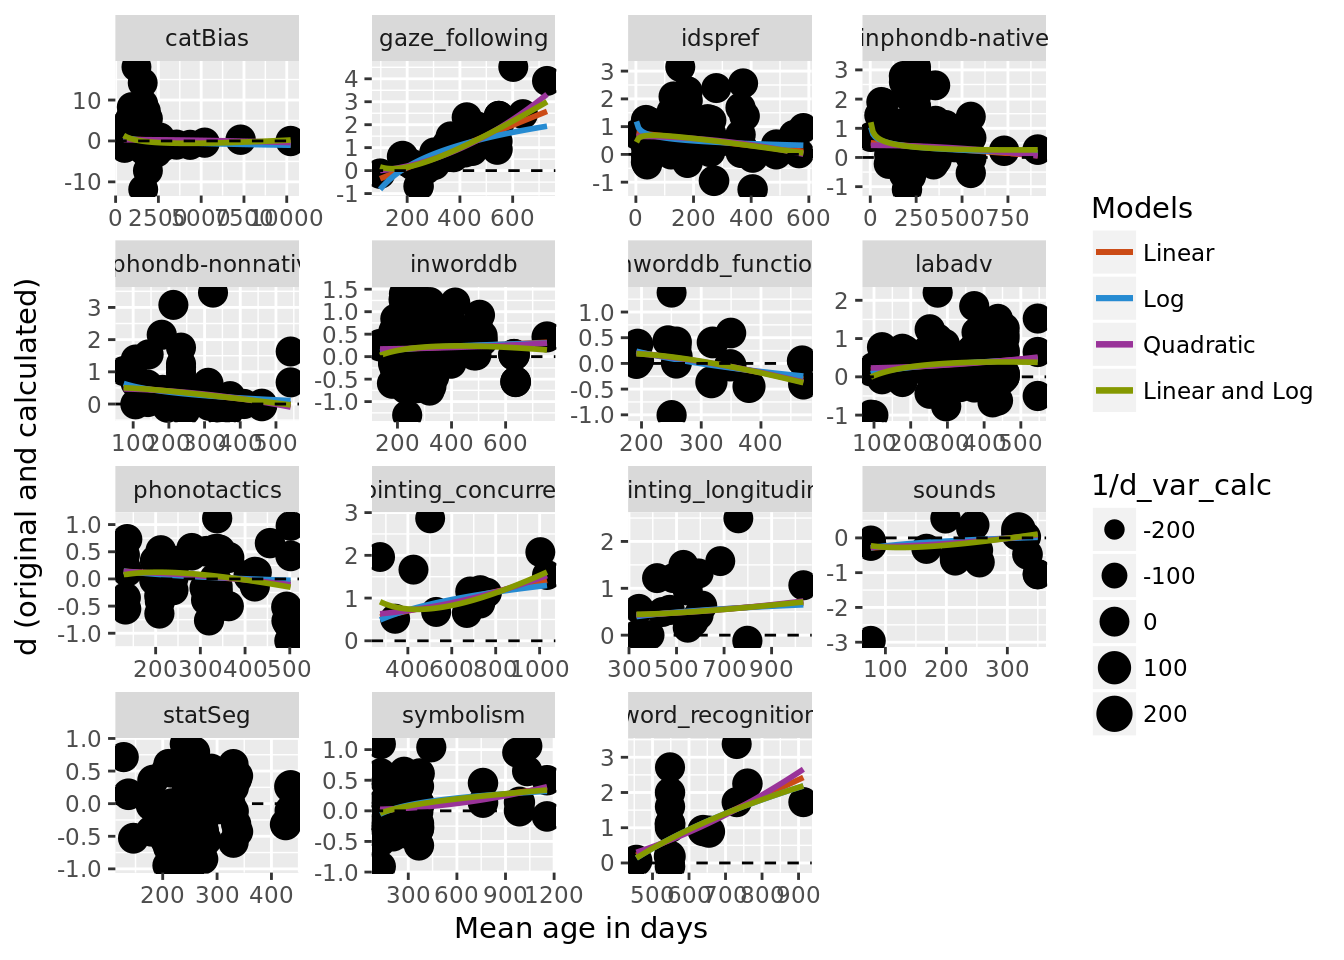 catBias gaze_following idspref inphondb-native
10
0
-10
0 2500 5000 7500 10000
4
3
2
1
0
-1
200 400 600
3
2
1
0
-1
0 200 400 600
3
2
1
0
-1
0 250 500 750
phondb-nonnativ inworddb nworddb_functio labadv
3
2
1
0
100 200 300 400 500
1.5
1.0
0.5
0.0
-0.5
-1.0
200 400 600
1.0
0.5
0.0
-0.5
-1.0
200 300 400
2
1
0
-1
100 200 300 400 500
phonotactics ointing_concurre inting_longitudin sounds
1.0
0.5
0.0
-0.5
-1.0
200 300 400 500
3
2
1
0
400 600 800 1000
2
1
0
300 500 700 900
0
-1
-2
-3
100 200 300
statSeg symbolism word_recognition
1.0
0.5
0.0
-0.5
-1.0
200 300 400
1.0
0.5
0.0
-0.5
-1.0
300 600 900 1200
3
2
1
0
500 600 700 800 900
Mean age in days
d (original and calculated)
Models
Linear
Log
Quadratic
Linear and Log
1/d_var_calc
-200
-100
0
100
200